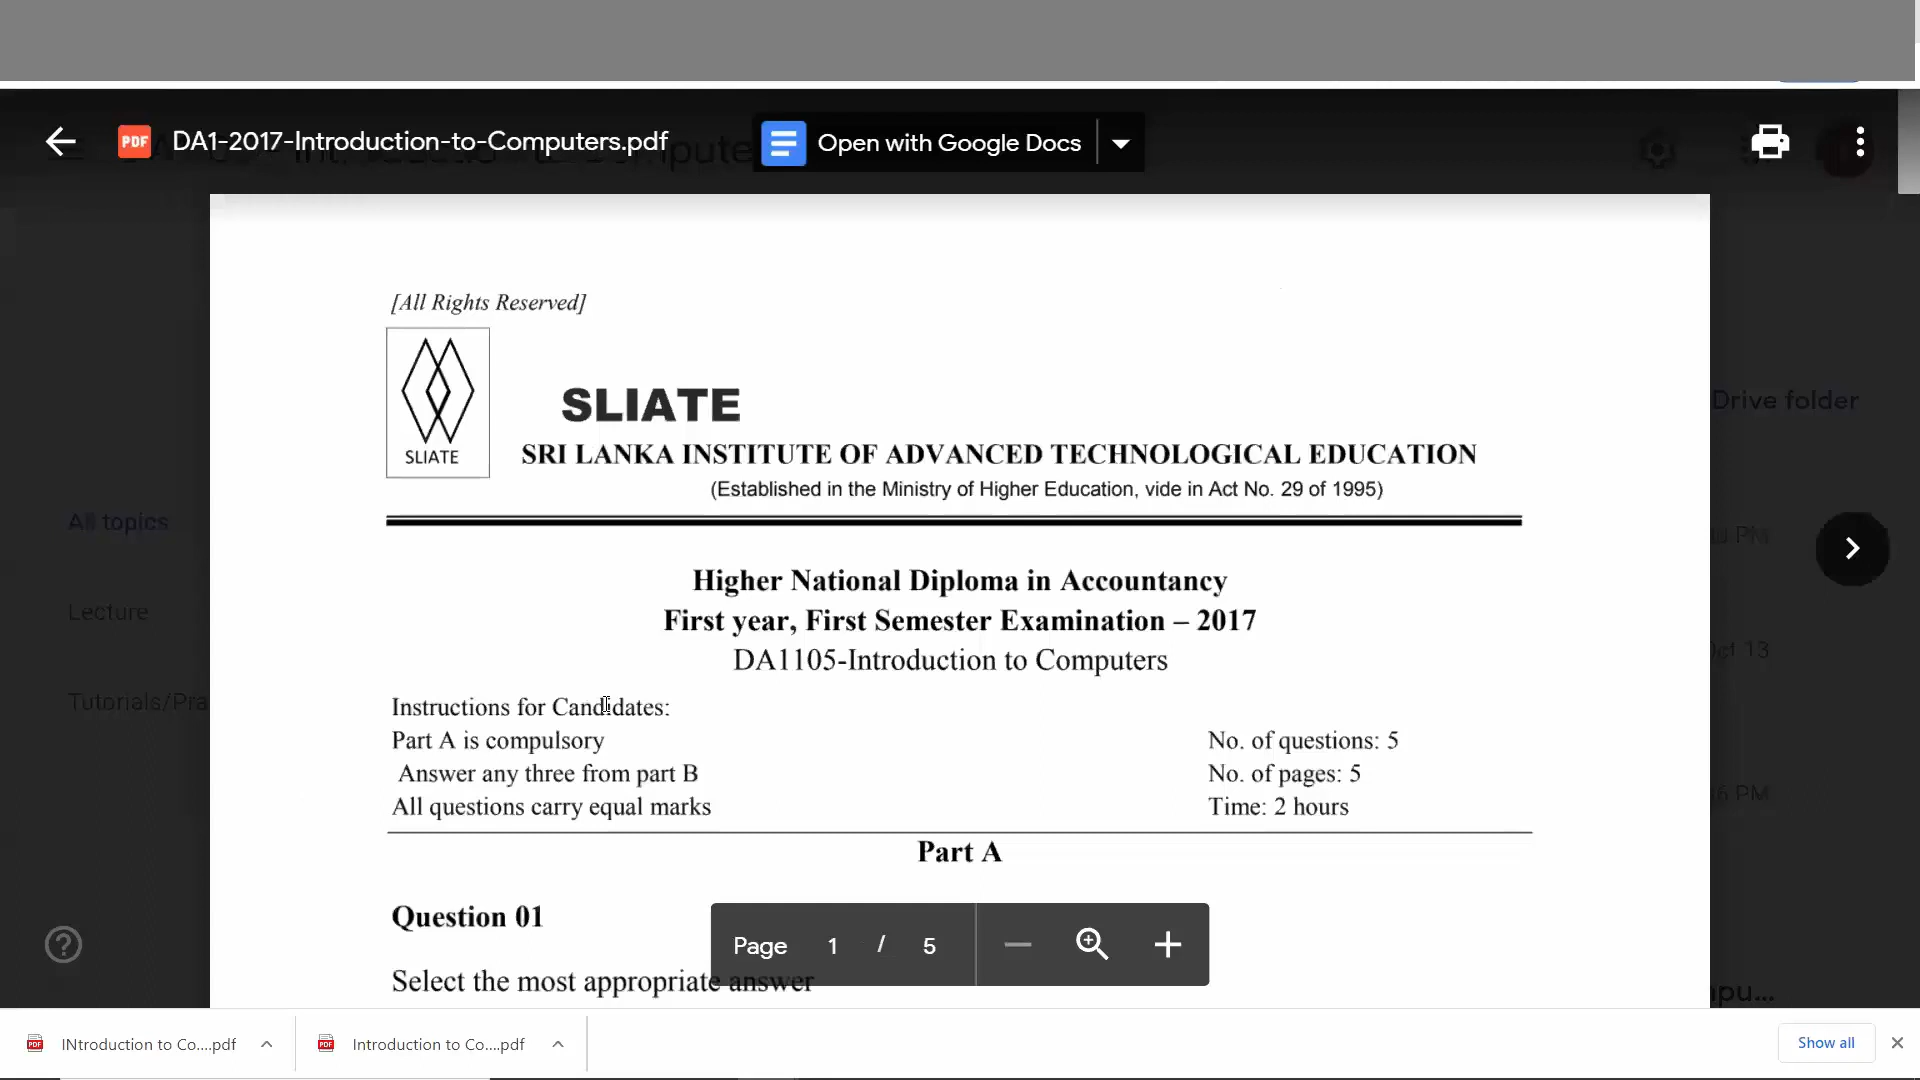 DA1-2017-Introduction-to-Computers.pdf
Open with Google Docs
[All Rights Reserved]
SLIATE
SLIATE
SRI LANKA INSTITUTE OF ADVANCED TECHNOLOGICAL EDUCATION
(Established in the Ministry of Higher Education, vide in Act No. 29 of 1995)
Drive folder
All topics
Lecture
Tutorials/Pra
Higher National Diploma in Accountancy
First year, First Semester Examination – 2017
DA1105-Introduction to Computers
Instructions for Candidates:
Part A is compulsory
No. of questions: 5
Answer any three from part B
No. of pages: 5
All questions carry equal marks
Time: 2 hours
Part A
Question 01
Page 1 / 5
Select the most appropriate answer
INtroduction to Co....pdf
Introduction to Co....pdf
Show all